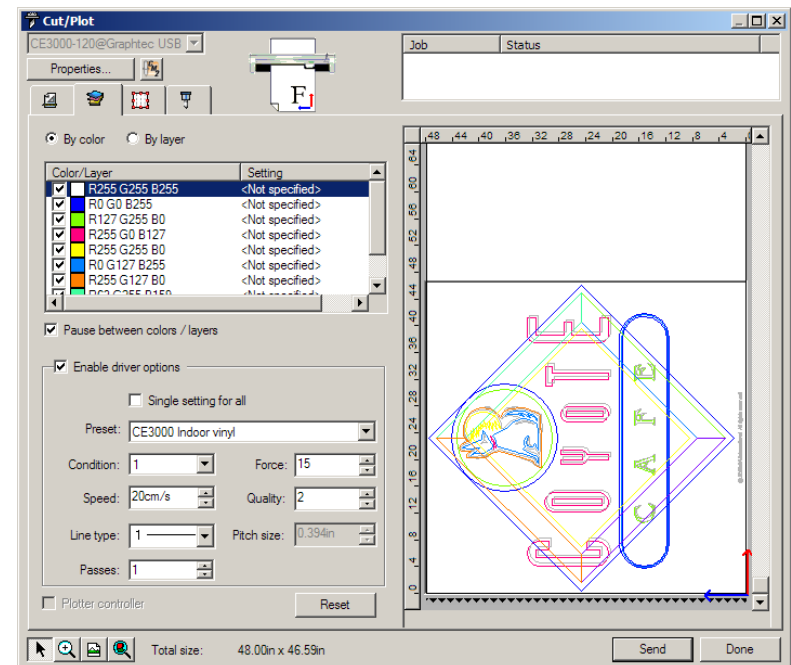 Cut/Plot
CE3000-120@Graphtec USB
Properties...
F
Job Status
By color By layer
Color/Layer Setting
R255 G255 B255 <Not specified>
R0 G0 B255 <Not specified>
R127 G255 B0 <Not specified>
R255 G0 B127 <Not specified>
R255 G255 B0 <Not specified>
R0 G127 B255 <Not specified>
R255 G127 B0 <Not specified>
Pause between colors / layers
Enable driver options
Single setting for all
Preset: CE3000 Indoor vinyl
Condition: 1 Force: 15
Speed: 20cm/s Quality: 2
Line type: 1 Pitch size: 0.394in
Passes: 1
Plotter controller Reset
48 44 40 36 32 28 24 20 16 12 8 4 0
64
60
56
52
48
44
40
36
32
28
24
20
16
12
8
4
0
COYOTE
CAFE
Total size: 48.00in x 46.59in
Send Done